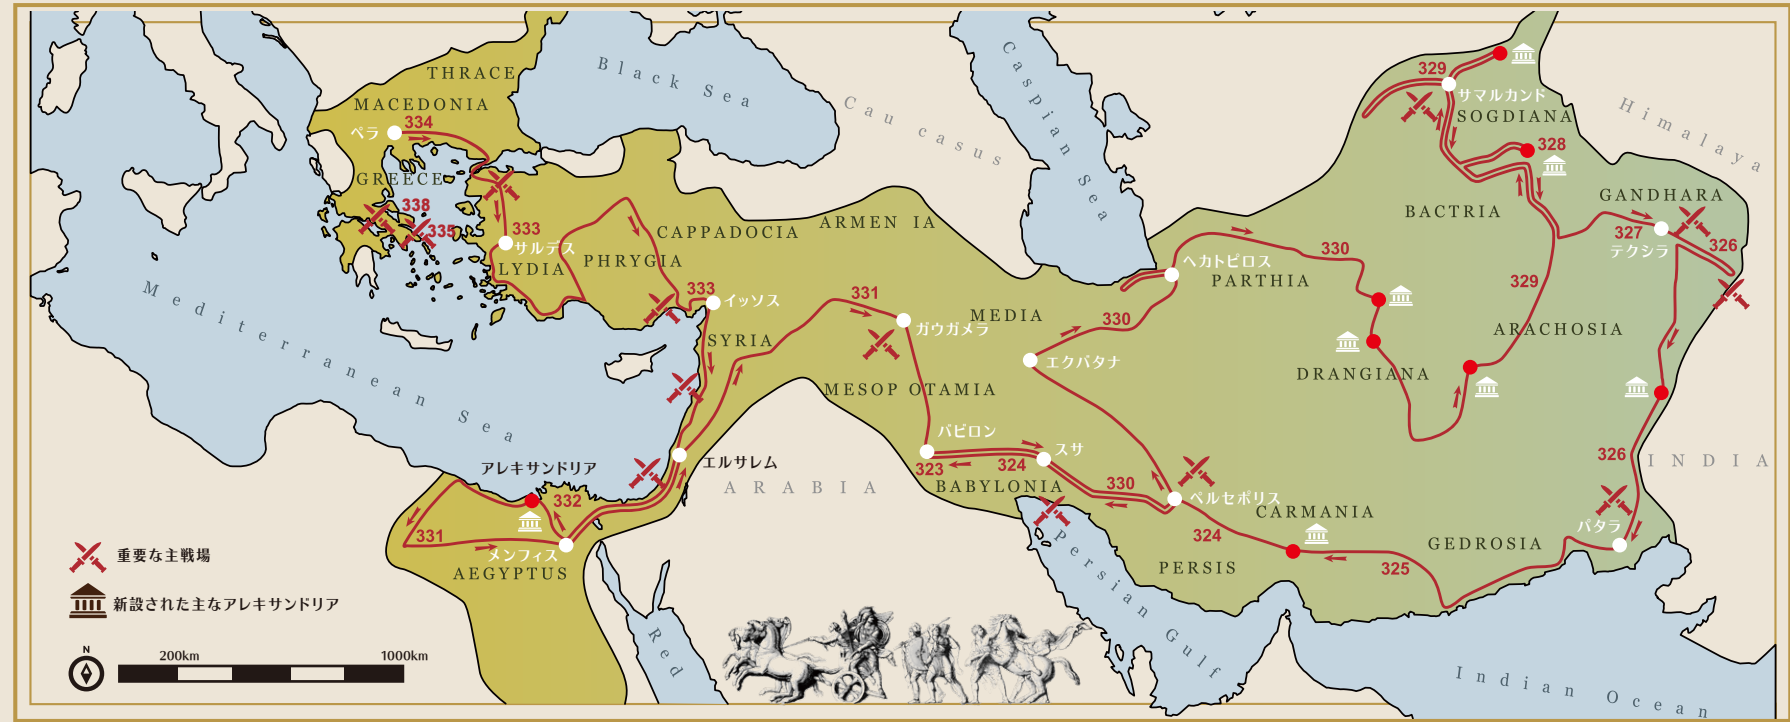 Black Sea
Caucasus
Caspian Sea
Himalaya
THRACE
MACEDONIA
ペラ
334
GREECE
338
335
333
サルデス
LYDIA
PHRYGIA
CAPPADOCIA
ARMEN IA
333
イッソス
SYRIA
331
ガウガメラ
MEDIA
330
エクバタナ
MESOP OTAMIA
ヘカトピロス
PARTHIA
330
329
サマルカンド
SOGDIANA
328
BACTRIA
GANDHARA
327
テクシラ
326
329
ARACHOSIA
DRANGIANA
Mediterranean Sea
アレキサンドリア
332
エルサレム
331
メンフィス
AEGYPTUS
ARABIA
バビロン
323
324
スサ
BABYLONIA
330
ペルセポリス
CARMANIA
324
PERSIS
325
GEDROSIA
326
INDIA
パタラ
Persian Gulf
Red
Indian Ocean
重要な主戦場
新設された主なアレキサンドリア
N
200km
1000km